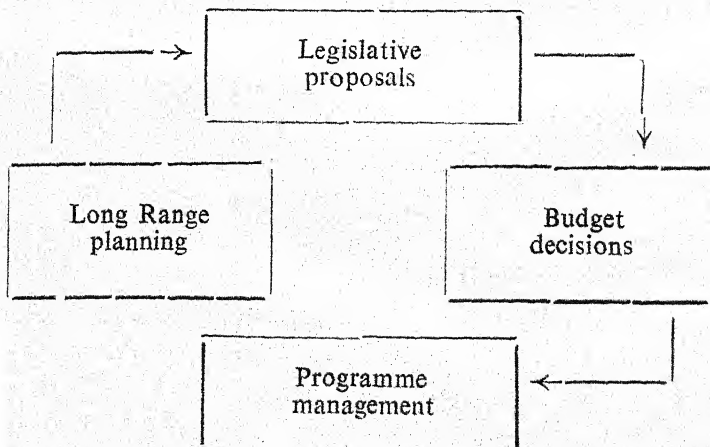 Legislative
proposals
Long Range
planning
Budget
decisions
Programme
management